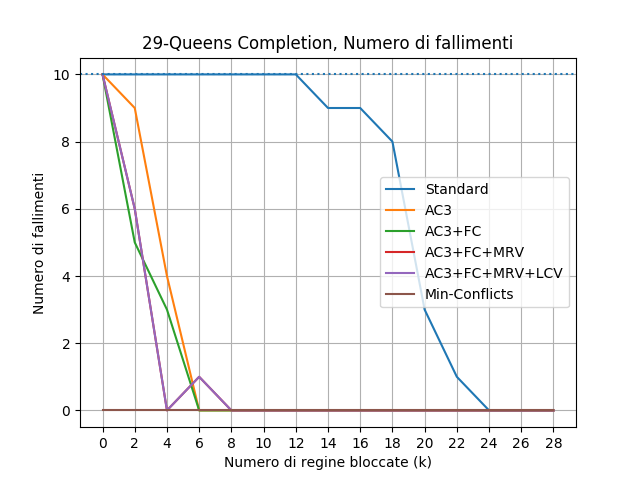 29-Queens Completion, Numero di fallimenti
10
8
6
4
2
0
Numero di fallimenti
Standard
AC3
AC3+FC
AC3+FC+MRV
AC3+FC+MRV+LCV
Min-Conflicts
0 2 4 6 8 10 12 14 16 18 20 22 24 26 28
Numero di regine bloccate (k)